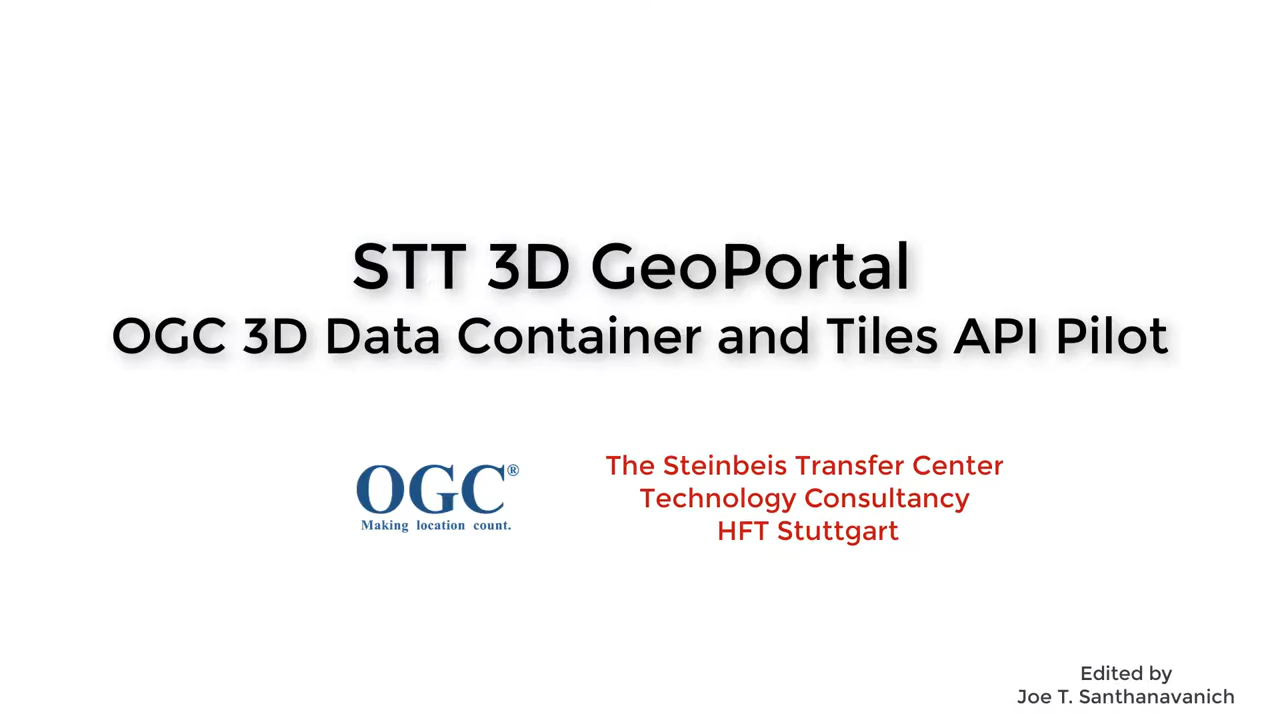 STT 3D GeoPortal
OGC 3D Data Container and Tiles API Pilot
OGC®
Making location count.
The Steinbeis Transfer Center
Technology Consultancy
HFT Stuttgart
Edited by
Joe T. Santhanavanich